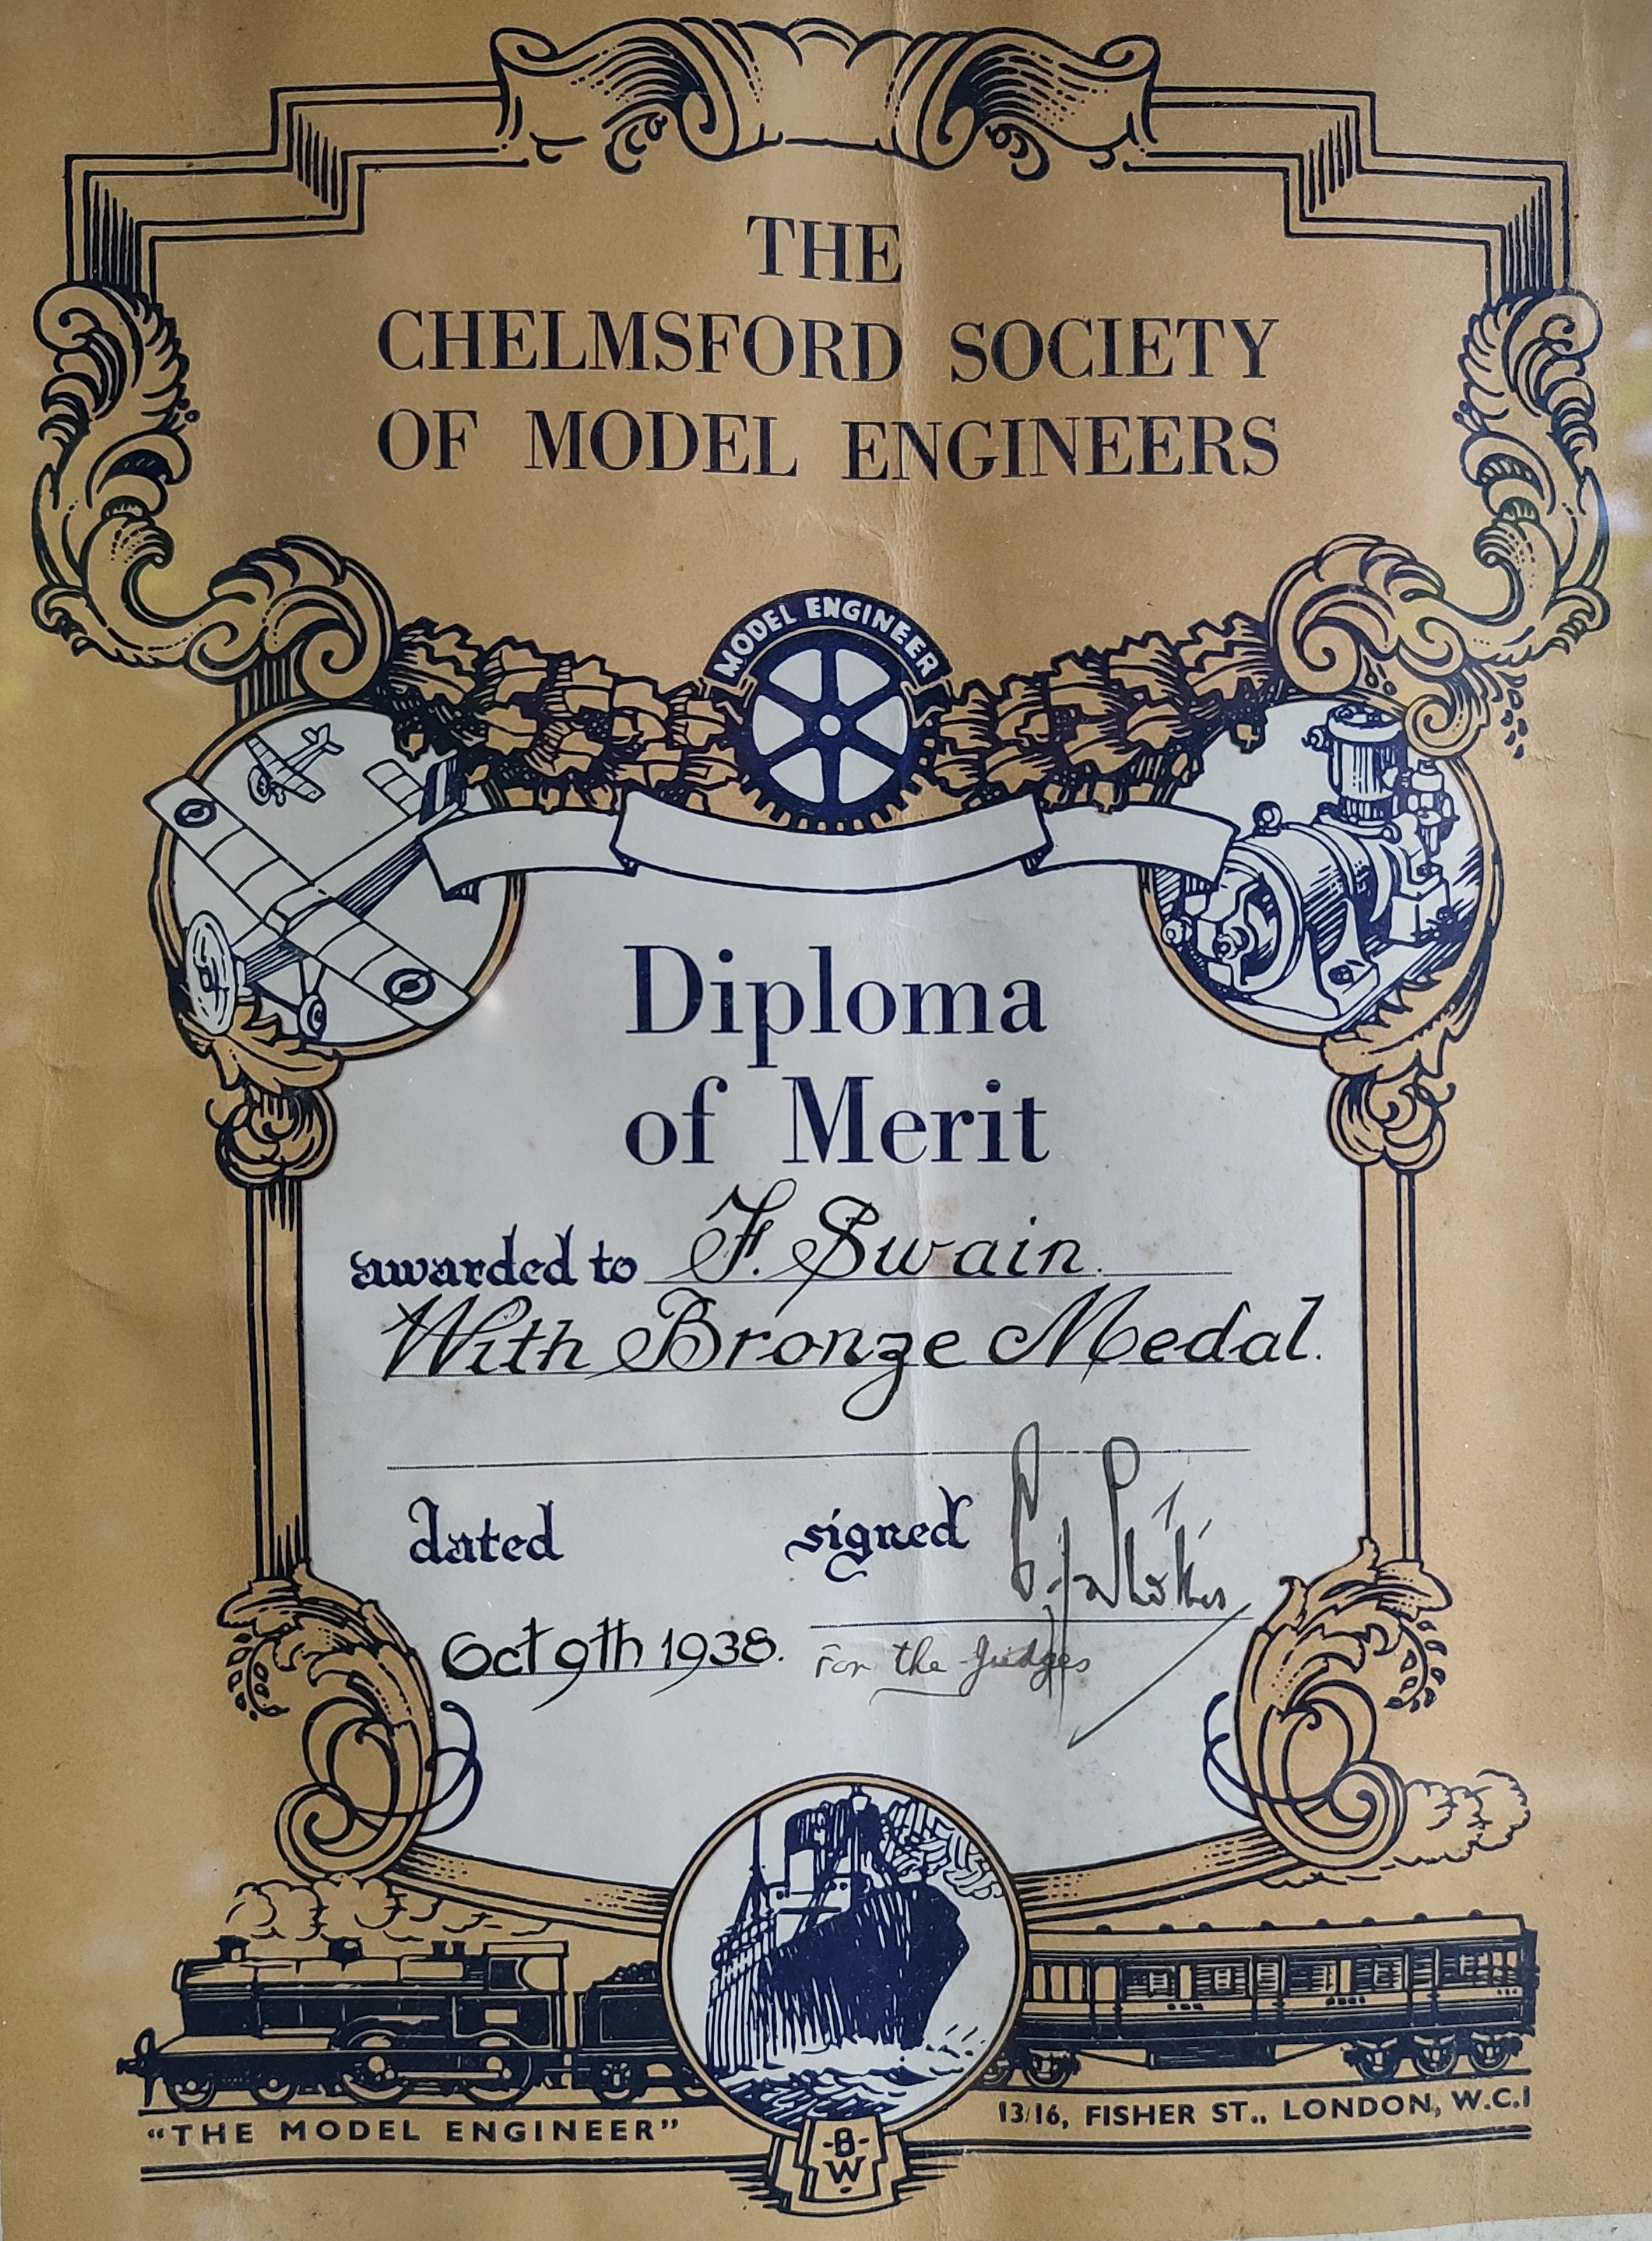 THE
CHELMSFORD SOCIETY
OF MODEL ENGINEERS
MODEL ENGINEER
Diploma
of Merit
awarded to F. Swain.
With Bronze Medal.
dated signed
Oct 9th 1938.
For the Judges
"THE MODEL ENGINEER" 13/16, FISHER ST., LONDON, W.C.1
-B-
W.